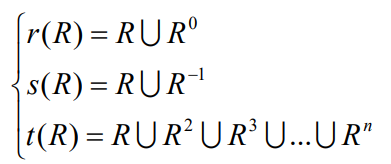 r(R) = R ∪ R⁰
s(R) = R ∪ R⁻¹
t(R) = R ∪ R² ∪ R³ ∪ ... ∪ Rⁿ